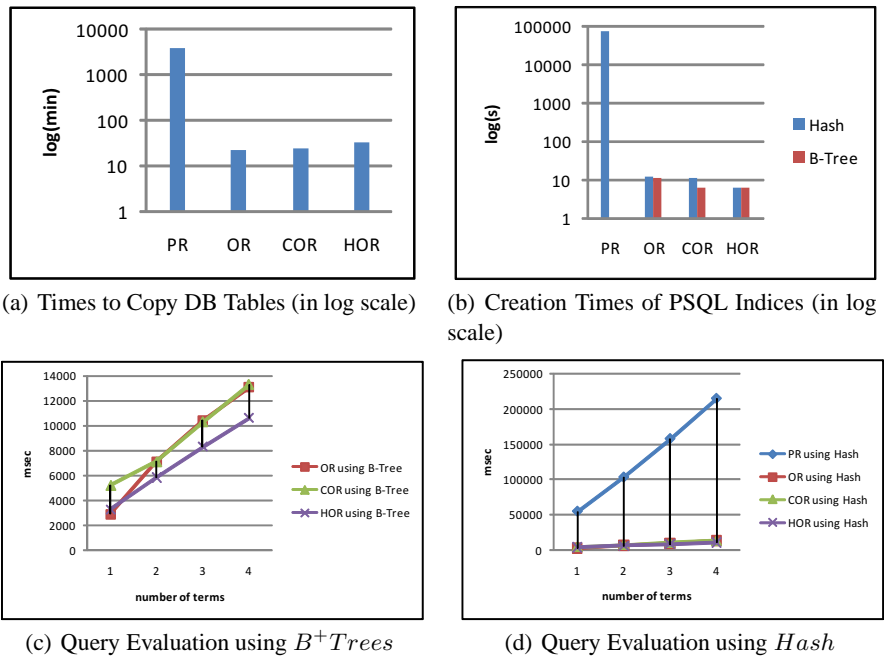 10000
1000
100
10
1
log(min)
PR OR COR HOR
(a) Times to Copy DB Tables (in log scale)
100000
10000
1000
100
10
1
log(s)
PR OR COR HOR
Hash
B-Tree
(b) Creation Times of PSQL Indices (in log
scale)
14000
12000
10000
8000
6000
4000
2000
0
msec
1 2 3 4
number of terms
OR using B-Tree
COR using B-Tree
HOR using B-Tree
(c) Query Evaluation using B+Trees
250000
200000
150000
100000
50000
0
msec
1 2 3 4
number of terms
PR using Hash
OR using Hash
COR using Hash
HOR using Hash
(d) Query Evaluation using Hash